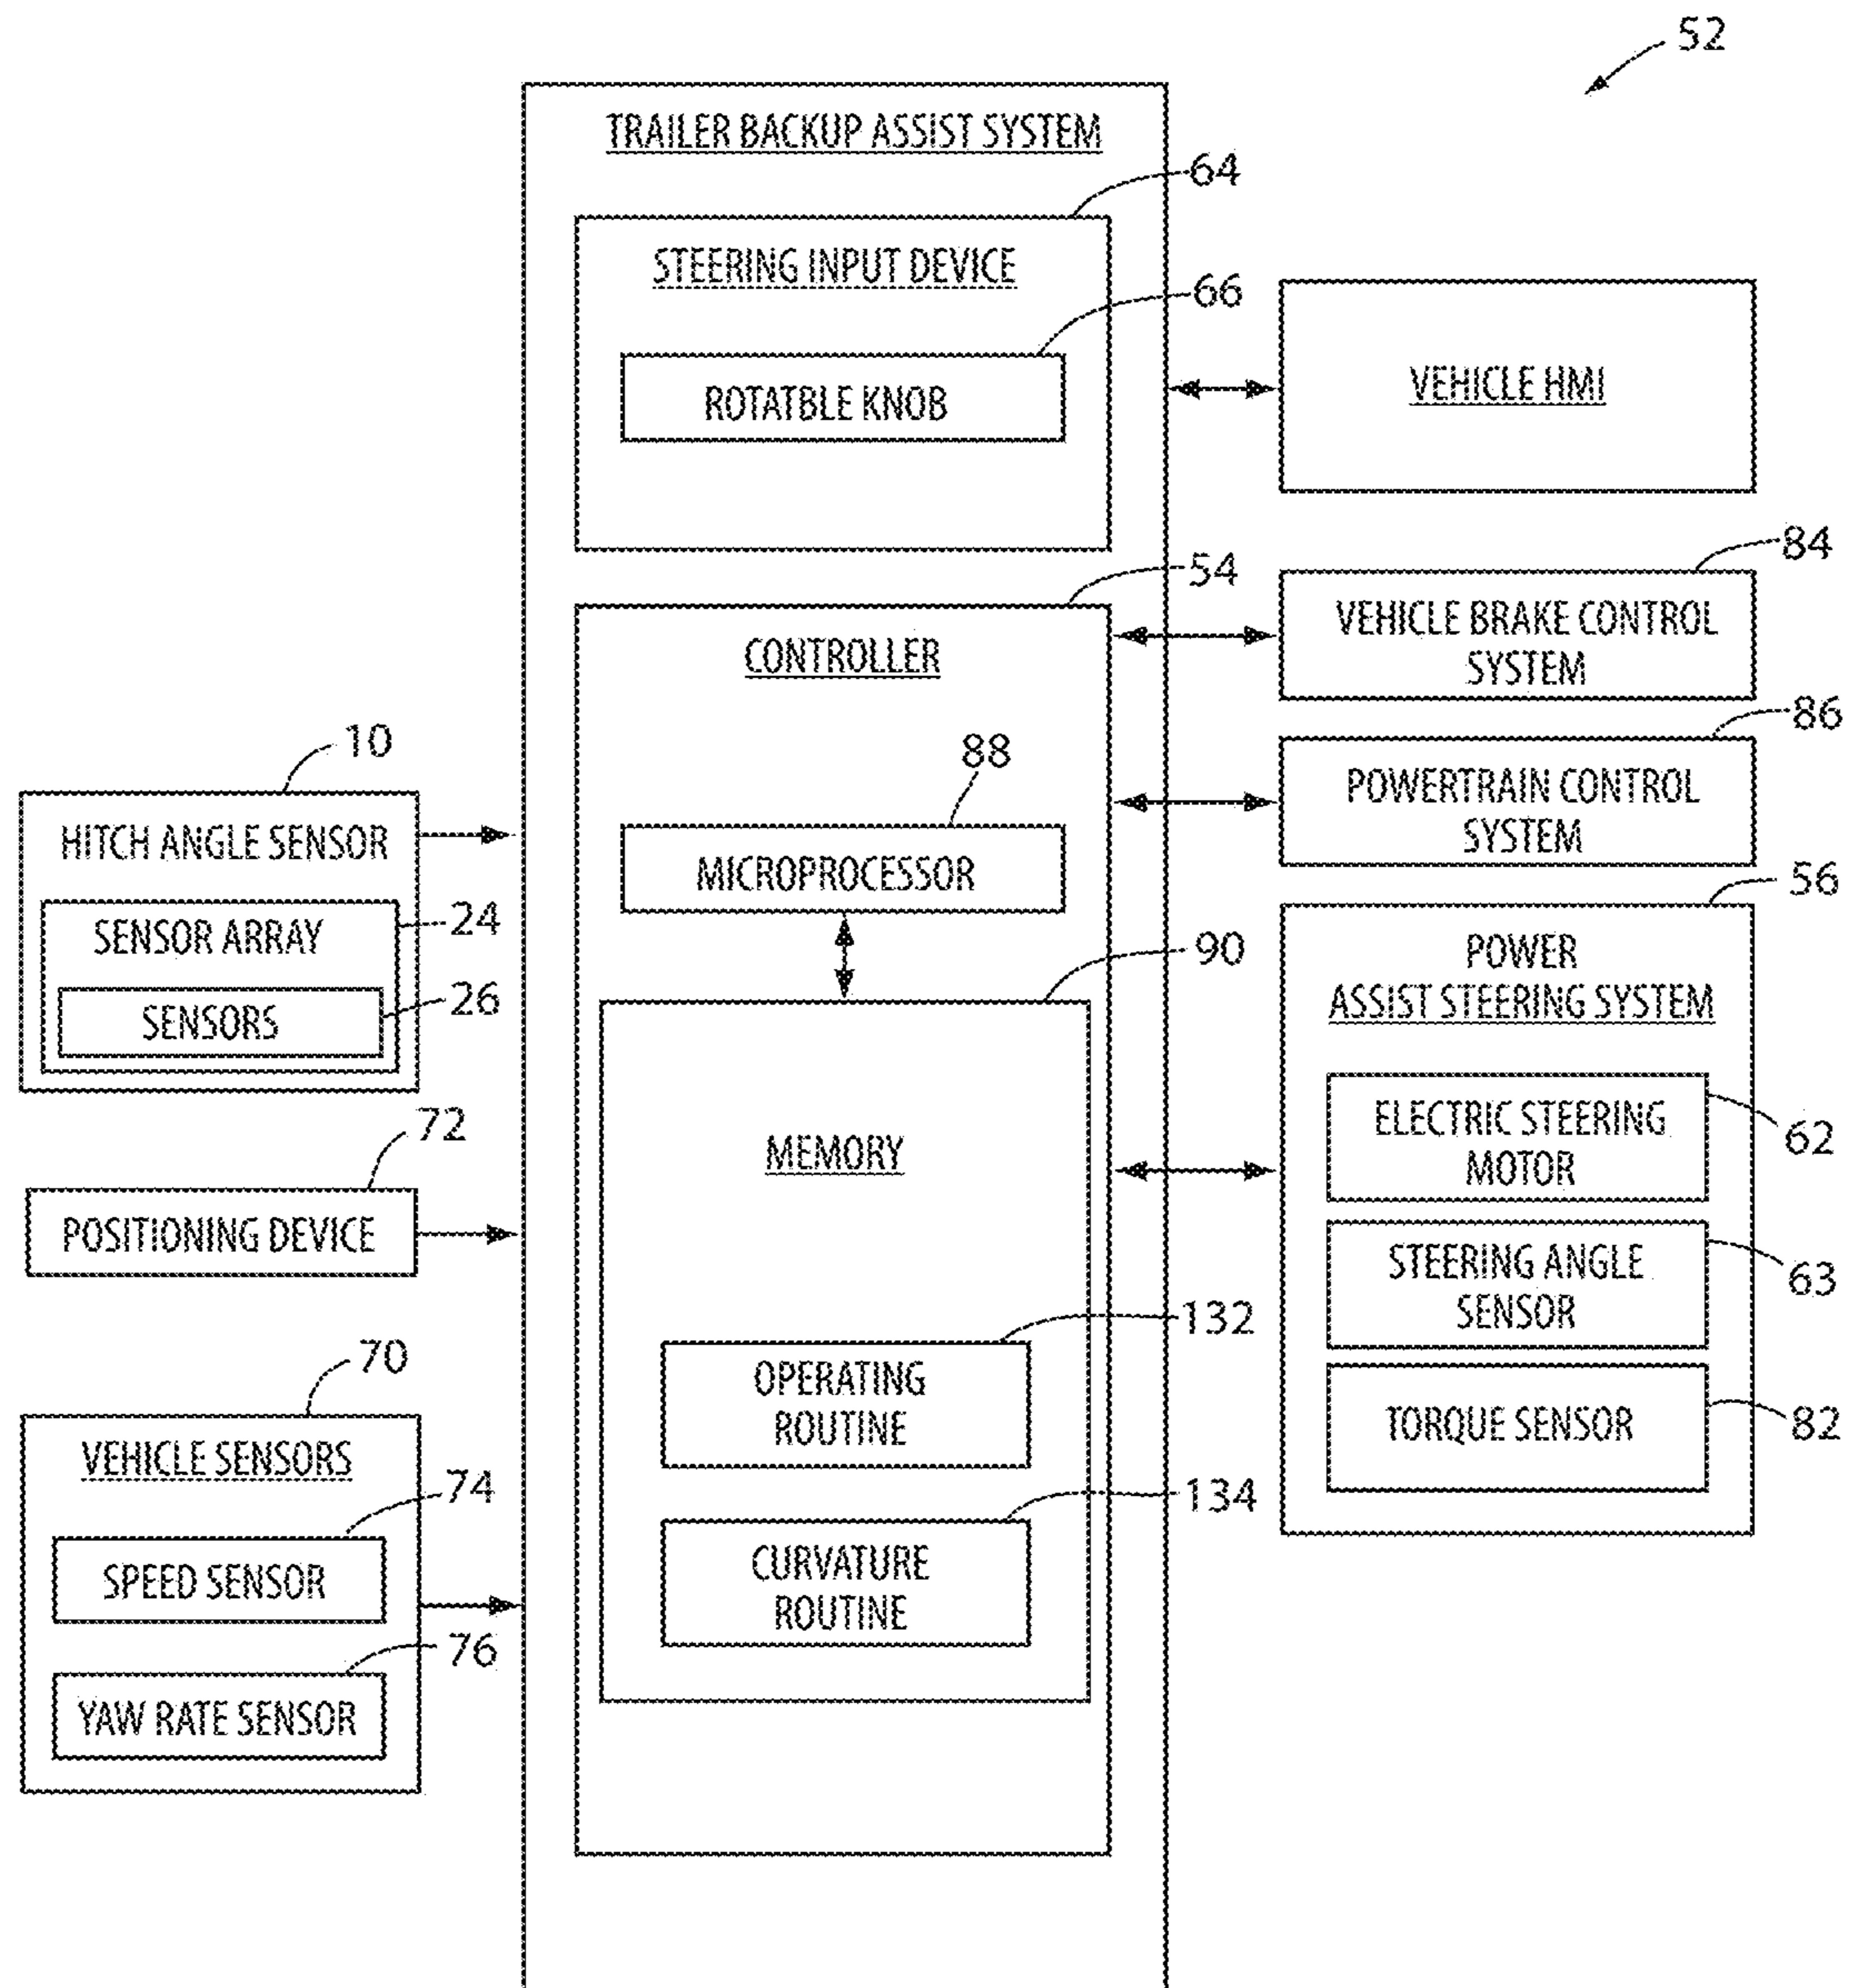 52
TRAILER BACKUP ASSIST SYSTEM
64
STEERING INPUT DEVICE
66
ROTATBLE KNOB
VEHICLE HMI
54
CONTROLLER
84
VEHICLE BRAKE CONTROL
SYSTEM
86
POWERTRAIN CONTROL
SYSTEM
88
MICROPROCESSOR
10
HITCH ANGLE SENSOR
24
SENSOR ARRAY
26
SENSORS
90
MEMORY
56
POWER
ASSIST STEERING SYSTEM
ELECTRIC STEERING
MOTOR
62
STEERING ANGLE
SENSOR
63
TORQUE SENSOR
82
72
POSITIONING DEVICE
132
OPERATING
ROUTINE
134
CURVATURE
ROUTINE
70
VEHICLE SENSORS
74
SPEED SENSOR
76
YAW RATE SENSOR